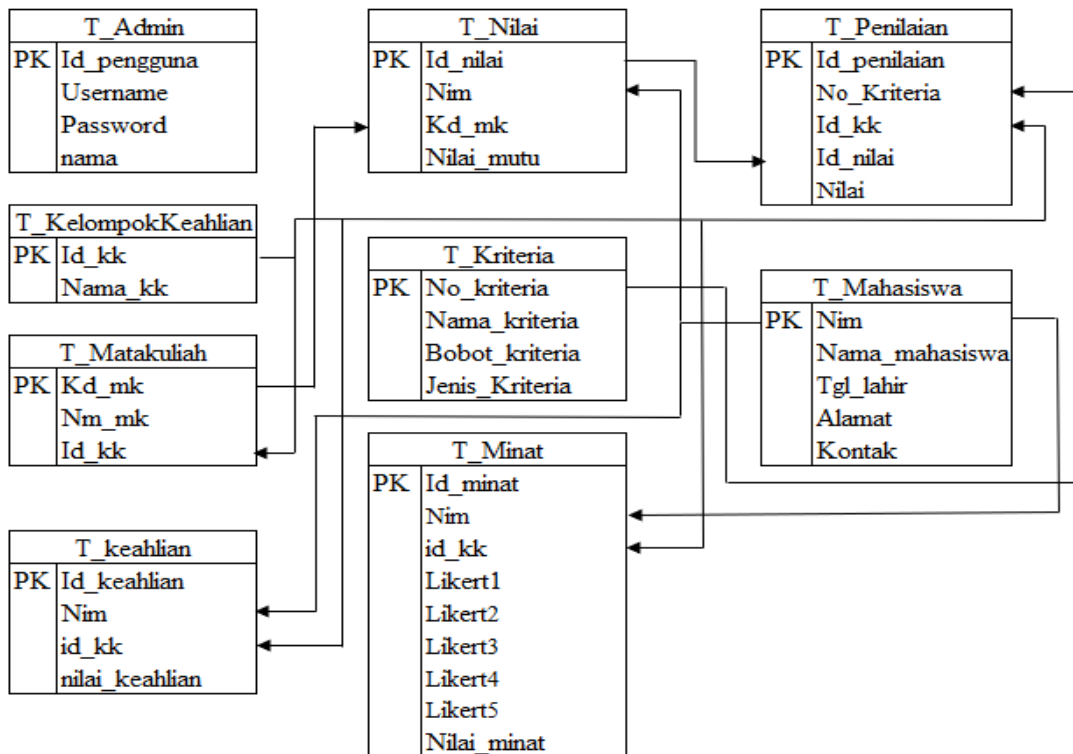 T_Admin
PK Id_pengguna
Username
Password
nama
T_Nilai
PK Id_nilai
Nim
Kd_mk
Nilai_mutu
T_Penilaian
PK Id_penilaian
No_Kriteria
Id_kk
Id_nilai
Nilai
T_KelompokKeahlian
PK Id_kk
Nama_kk
T_Kriteria
PK No_kriteria
Nama_kriteria
Bobot_kriteria
Jenis_Kriteria
T_Mahasiswa
PK Nim
Nama_mahasiswa
Tgl_lahir
Alamat
Kontak
T_Matakuliah
PK Kd_mk
Nm_mk
Id_kk
T_Minat
PK Id_minat
Nim
id_kk
Likert1
Likert2
Likert3
Likert4
Likert5
Nilai_minat
T_keahlian
PK Id_keahlian
Nim
id_kk
nilai_keahlian